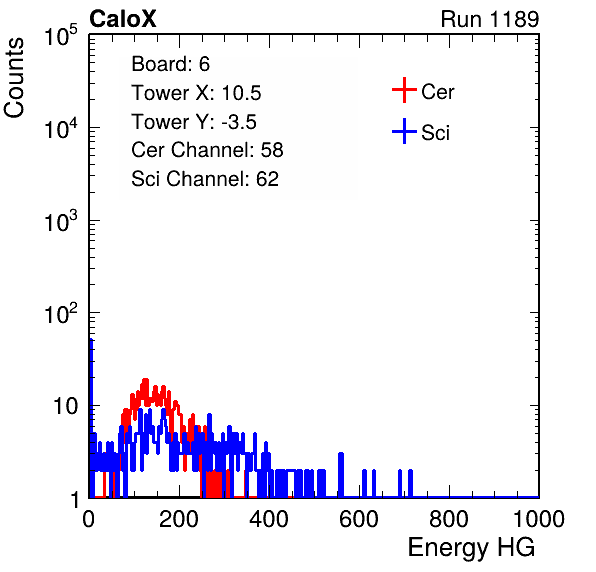 CaloX Run 1189
Counts
Board: 6
Tower X: 10.5
Tower Y: -3.5
Cer Channel: 58
Sci Channel: 62
Cer
Sci
10^5
10^4
10^3
10^2
10
1
0 200 400 600 800 1000
Energy HG